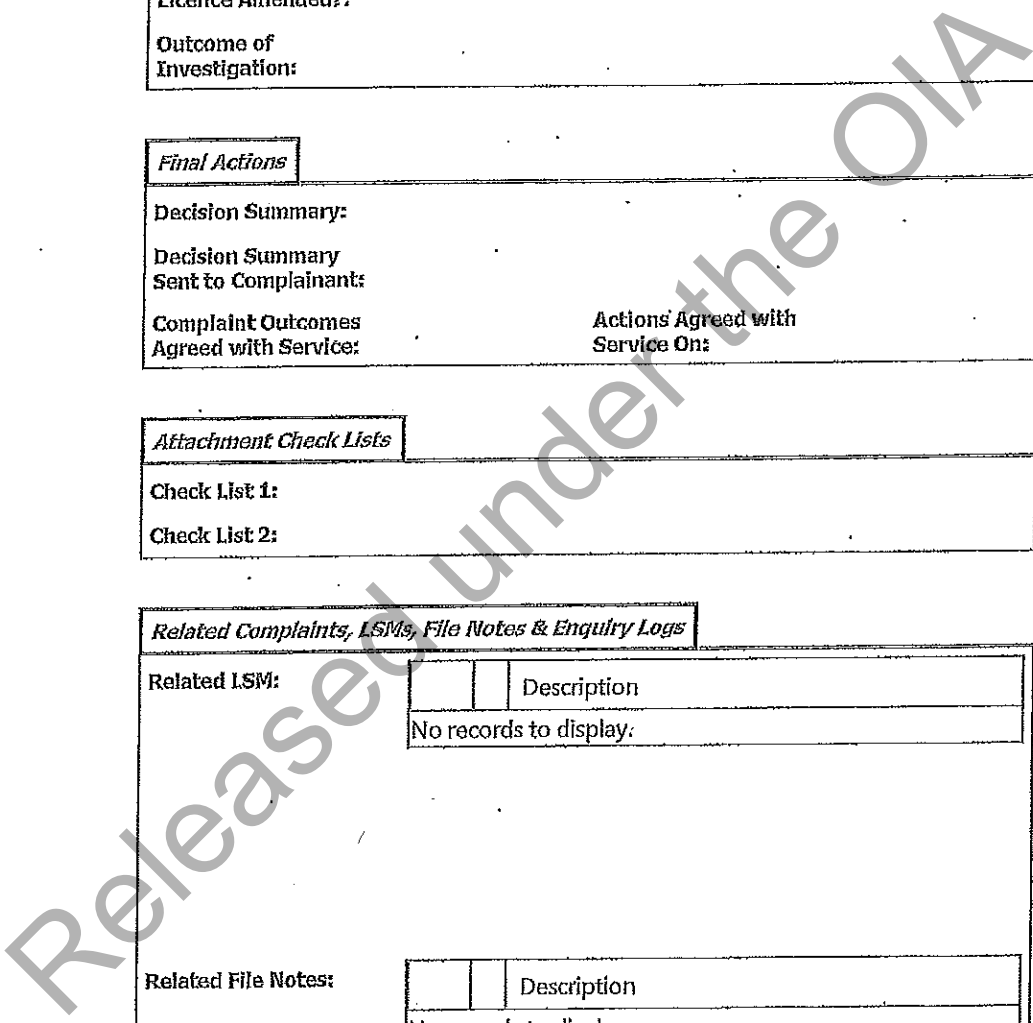 Outcome of
Investigation:
Final Actions
Decision Summary:
Decision Summary
Sent to Complainant:
Complaint Outcomes
Agreed with Service:
Actions Agreed with
Service On:
Attachment Check Lists
Check List 1:
Check List 2:
Related Complaints, LSMs, File Notes & Enquiry Logs
Related LSM:
Description
No records to display.
Related File Notes:
Description
Released under the OIA